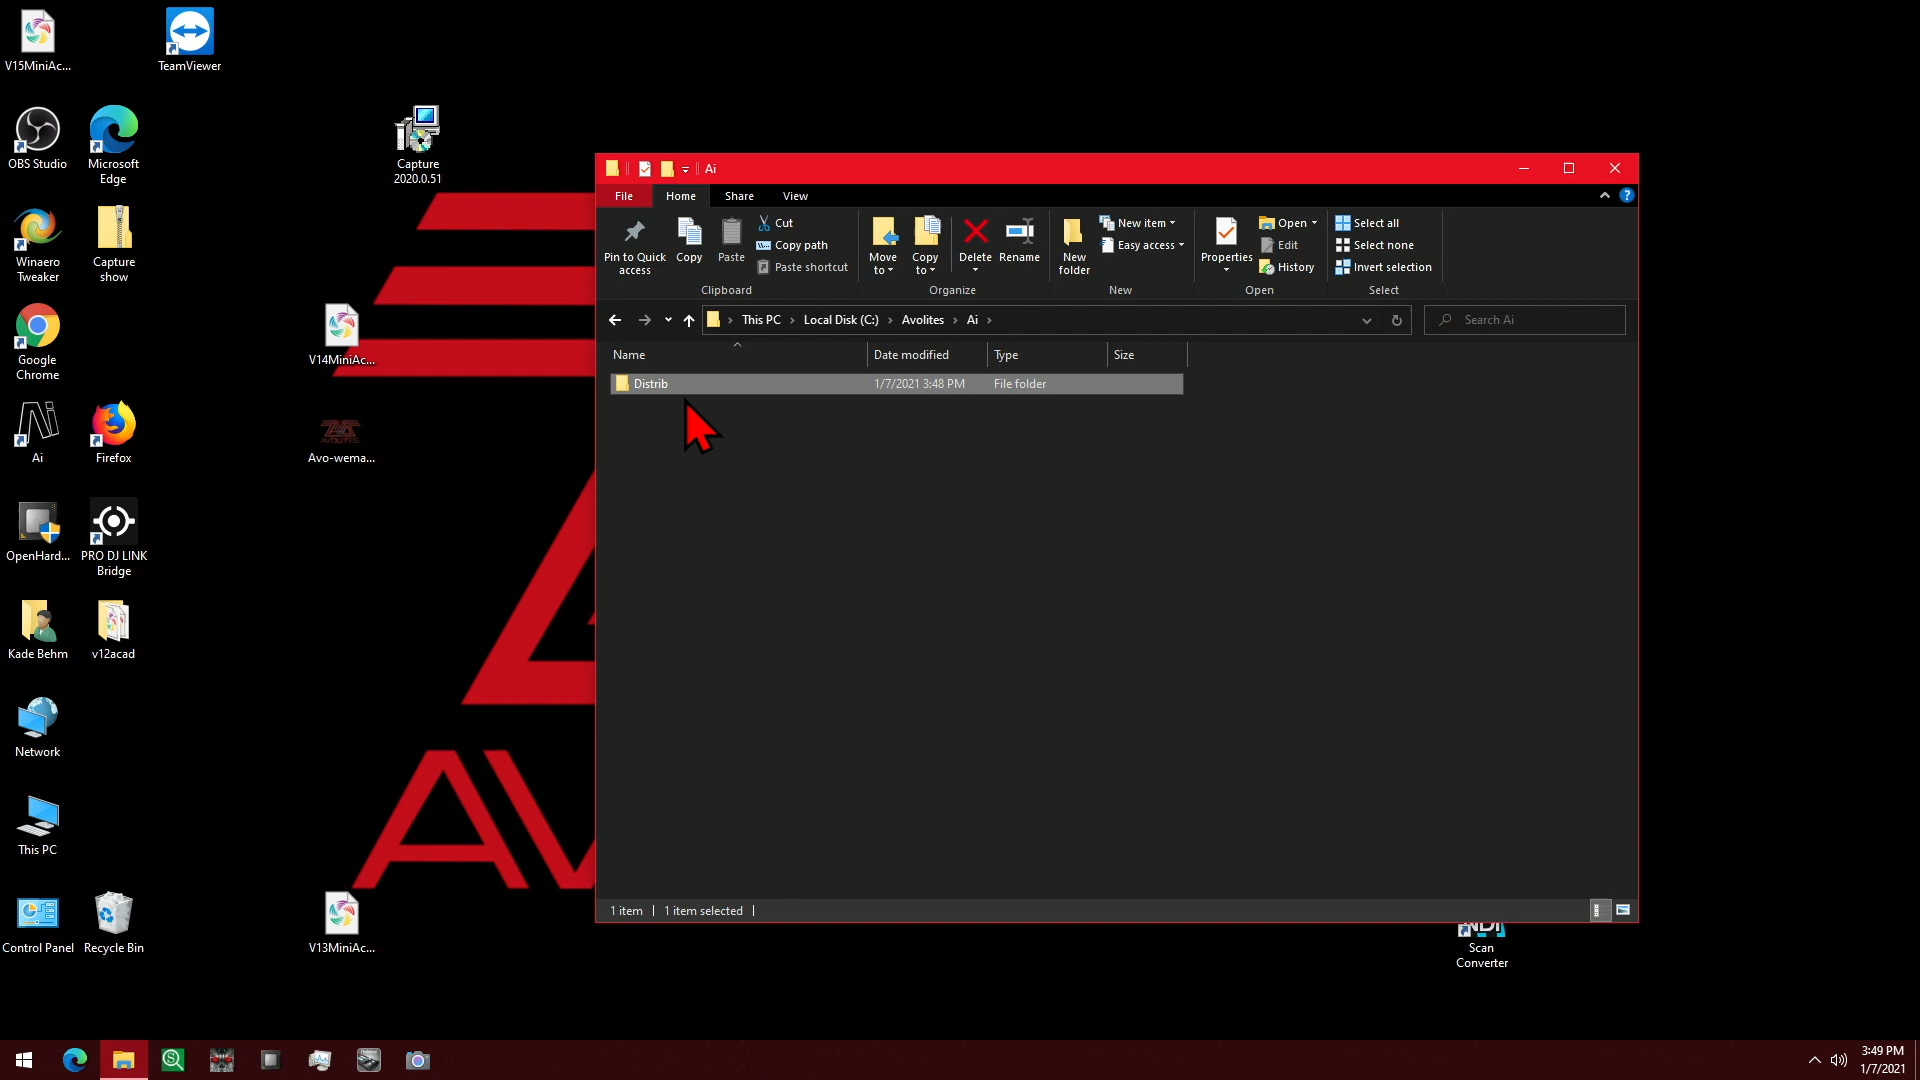 V15MiniAc...
TeamViewer
OBS Studio
Microsoft
Edge
Capture
2020.0.51
Winaero
Tweaker
Capture
show
Google
Chrome
V14MiniAc...
Ai
Firefox
Avo-wema...
AVOLITES
OpenHard...
PRO DJ LINK
Bridge
Kade Behm
v12acad
Network
This PC
Control Panel
Recycle Bin
V13MiniAc...
NDI
Scan
Converter
AV
Ai
File
Home
Share
View
Pin to Quick
access
Copy
Paste
Cut
Copy path
Paste shortcut
Clipboard
Move
to
Copy
to
Delete
Rename
Organize
New
folder
New item
Easy access
New
Properties
Open
Edit
History
Open
Select all
Select none
Invert selection
Select
This PC
Local Disk (C:)
Avolites
Ai
Search Ai
Name
Date modified
Type
Size
Distrib
1/7/2021 3:48 PM
File folder
1 item
1 item selected
3:49 PM
1/7/2021